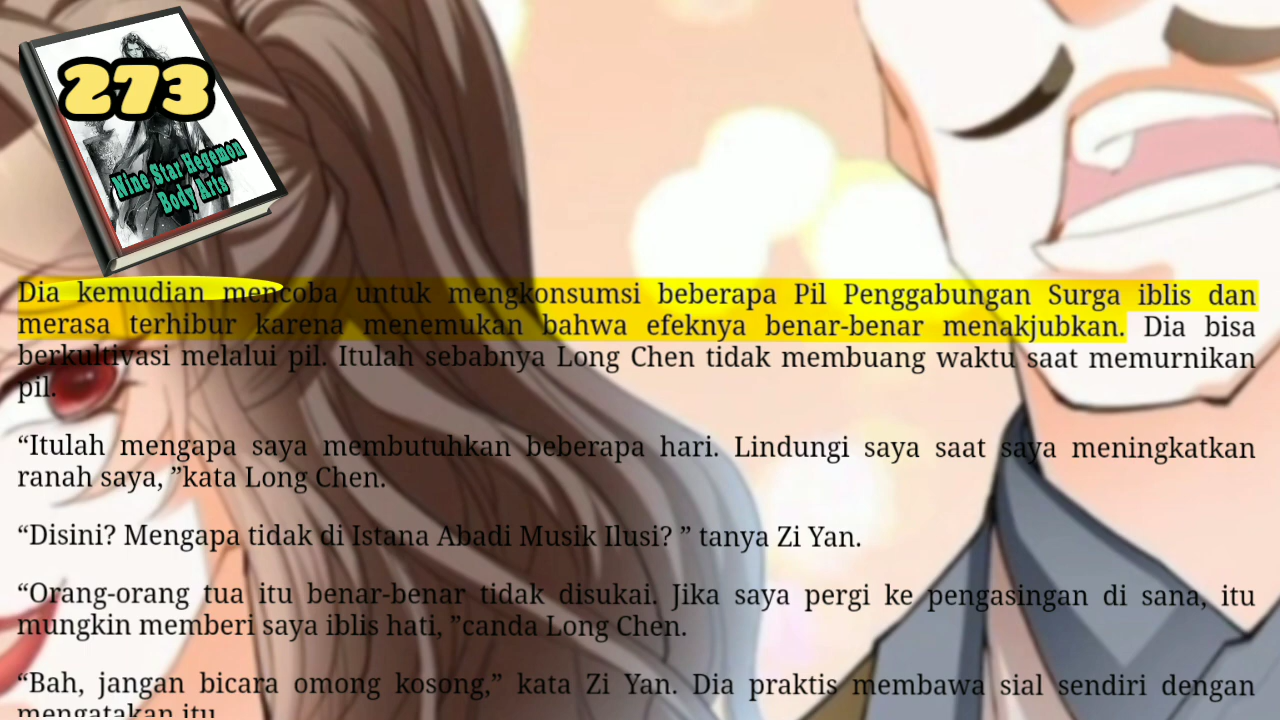 273
Nine Star Hegemon
Body Arts
Dia kemudian mencoba untuk mengkonsumsi beberapa Pil Penggabungan Surga iblis dan
merasa terhibur karena menemukan bahwa efeknya benar-benar menakjubkan. Dia bisa
berkultivasi melalui pil. Itulah sebabnya Long Chen tidak membuang waktu saat memurnikan
pil.
“Itulah mengapa saya membutuhkan beberapa hari. Lindungi saya saat saya meningkatkan
ranah saya, ”kata Long Chen.
“Disini? Mengapa tidak di Istana Abadi Musik Ilusi? ” tanya Zi Yan.
“Orang-orang tua itu benar-benar tidak disukai. Jika saya pergi ke pengasingan di sana, itu
mungkin memberi saya iblis hati, ”canda Long Chen.
“Bah, jangan bicara omong kosong,” kata Zi Yan. Dia praktis membawa sial sendiri dengan
mengatakan itu.